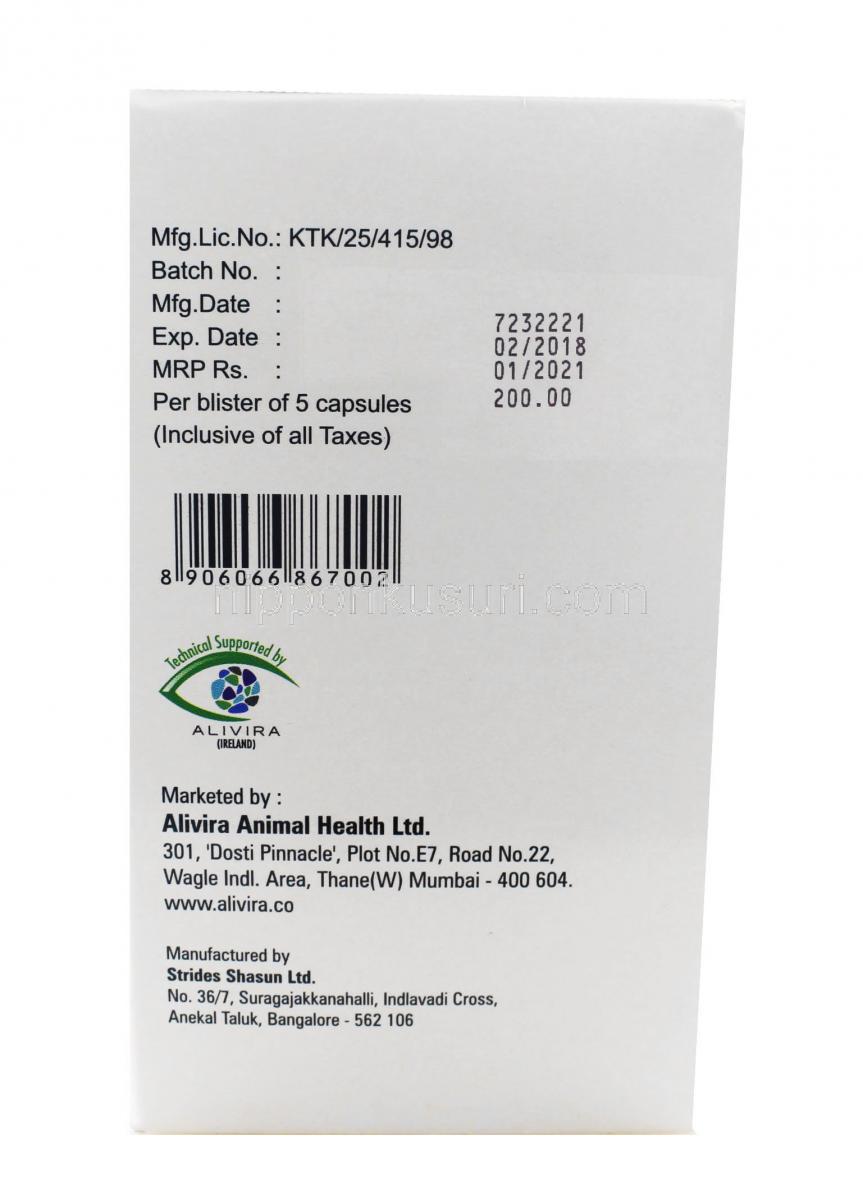 Mfg.Lic.No.: KTK/25/415/98
Batch No. :
Mfg.Date :
Exp. Date :
MRP Rs. :
Per blister of 5 capsules
(Inclusive of all Taxes)
7232221
02/2018
01/2021
200.00
8 906066 867002
nipponkusuri.com
Technical Supported by
ALIVIRA
(IRELAND)
Marketed by :
Alivira Animal Health Ltd.
301, 'Dosti Pinnacle', Plot No.E7, Road No.22,
Wagle Indl. Area, Thane(W) Mumbai - 400 604.
www.alivira.co
Manufactured by
Strides Shasun Ltd.
No. 36/7, Suragajakkanahalli, Indlavadi Cross,
Anekal Taluk, Bangalore - 562 106